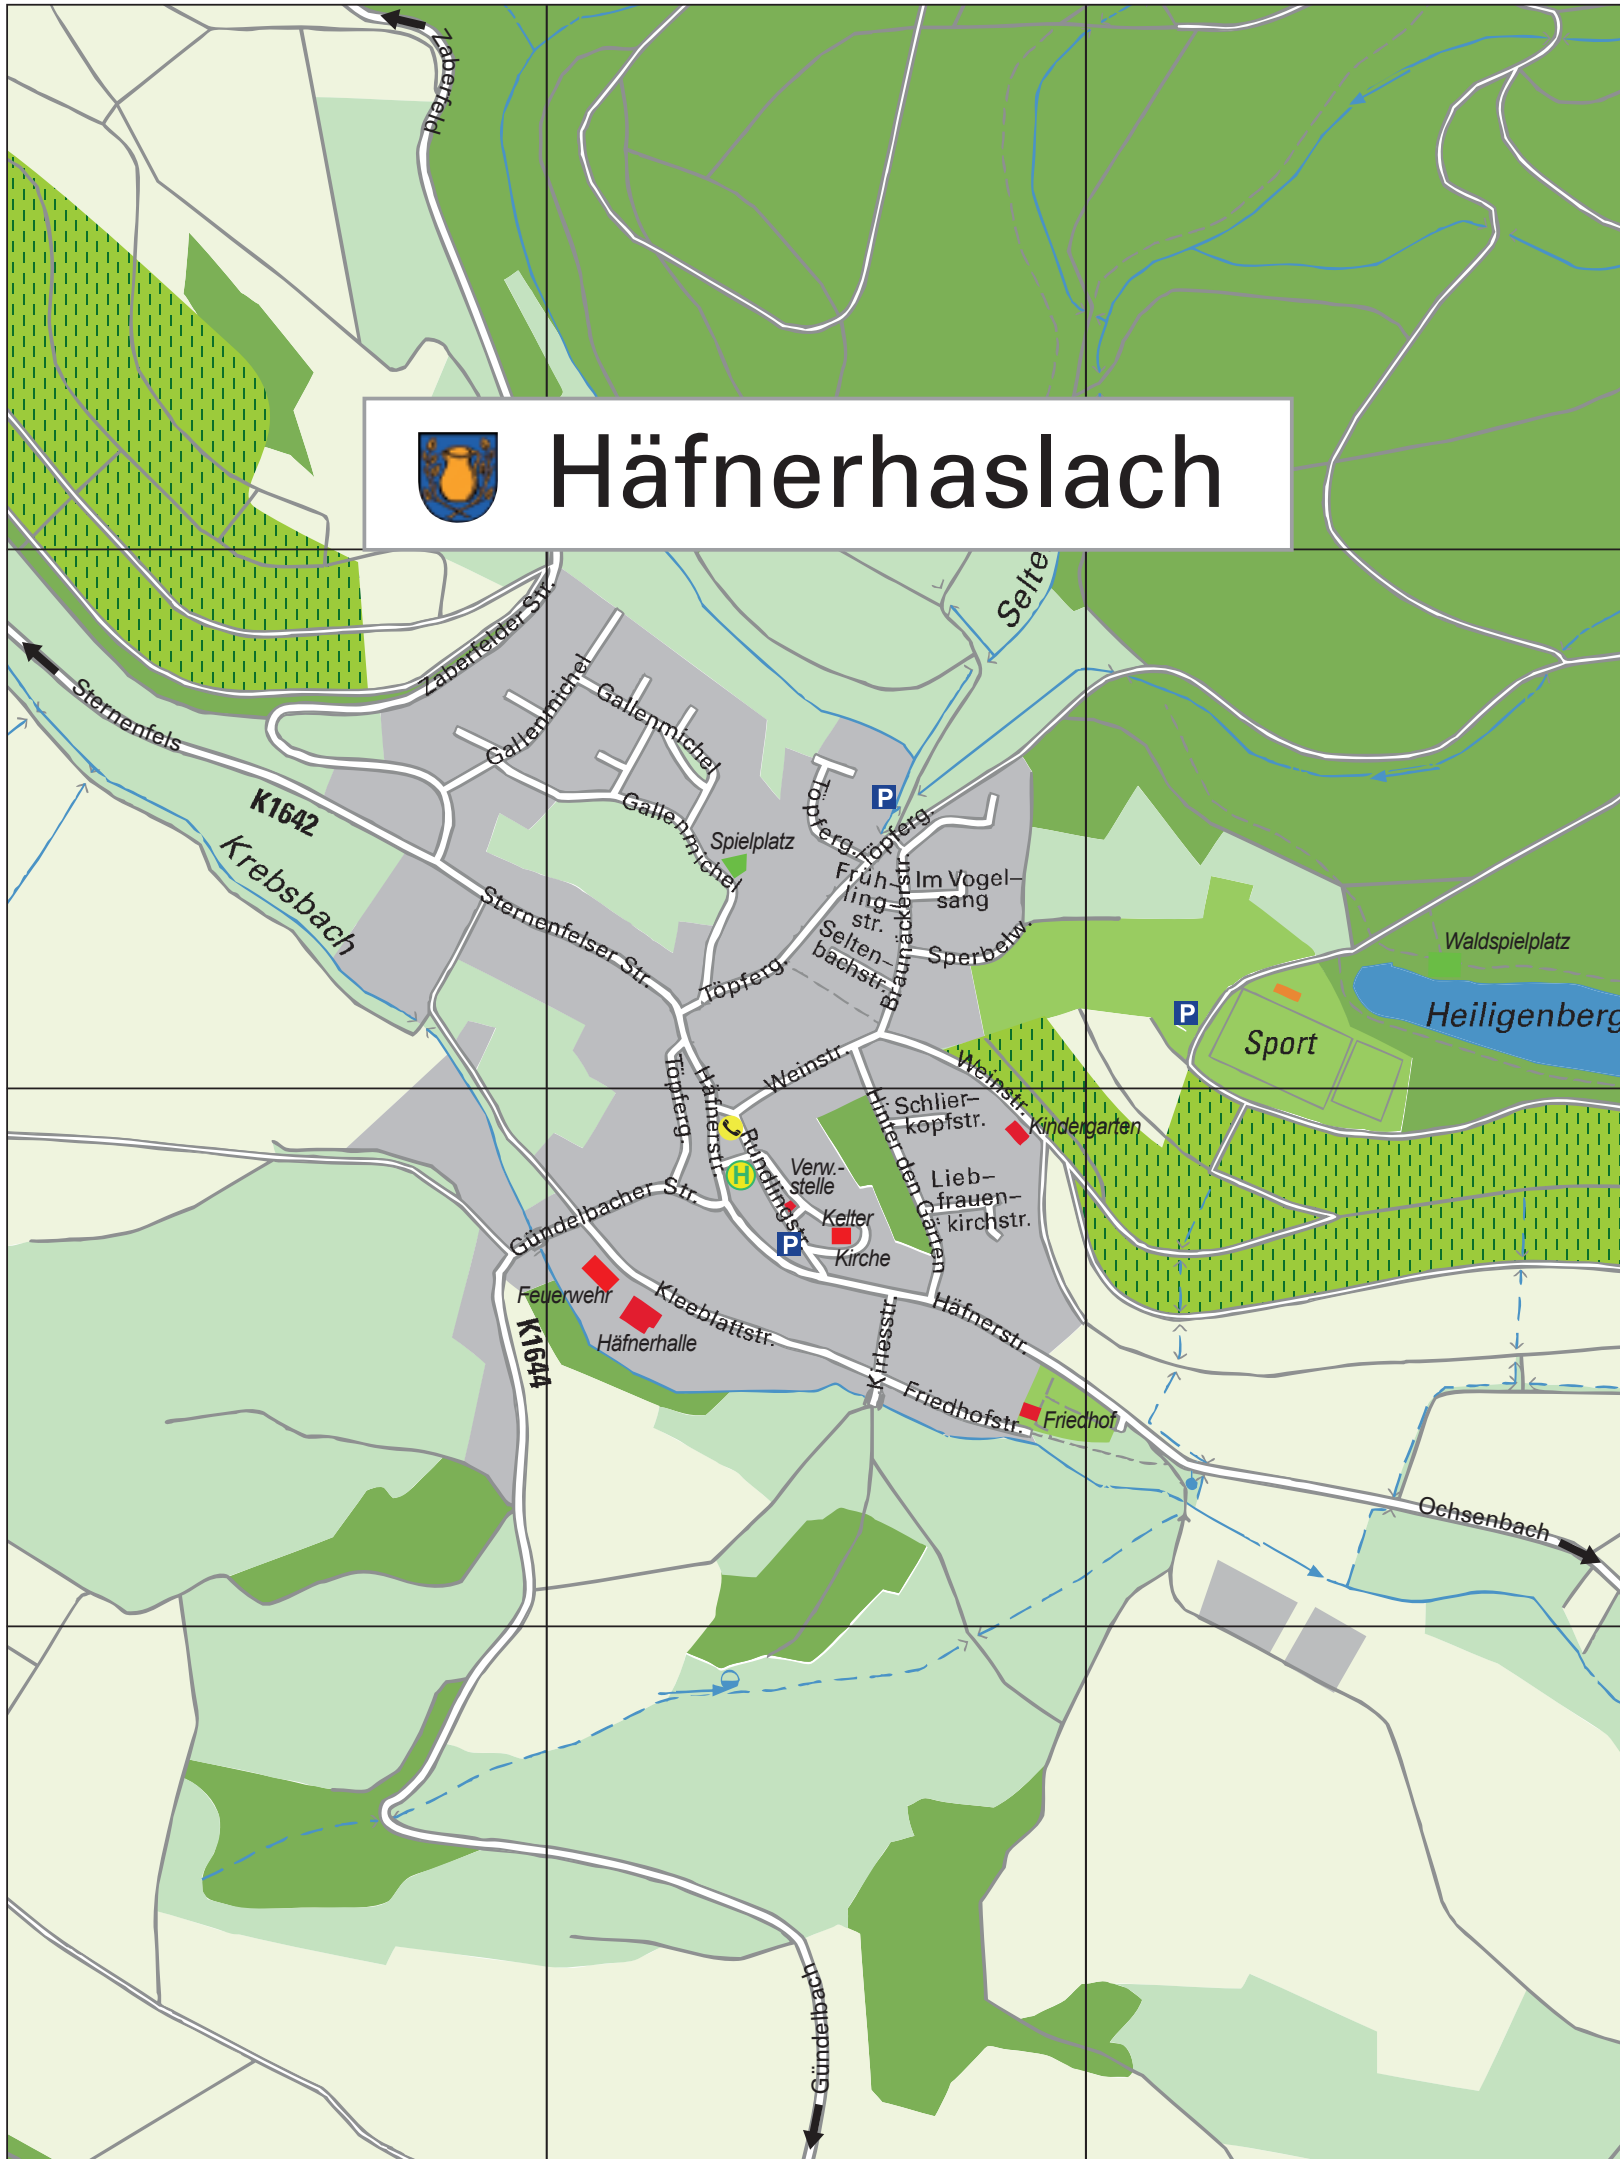 Zaberfeld
Häfnerhaslach
Selte
Zaberfelder Str.
Sternenfels
Gallenmichel
Gallenmichel
K1642
Krebsbach
Gallenmichel
Spielplatz
P
Töpferg.
Töpferg.
Früh-
ling-
str.
Im Vogel-
sang
Selten-
bachstr.
Braunäckerstr.
Sperbelw.
Sternenfelser Str.
Töpferg.
Waldspielplatz
Heiligenberg
P
Sport
Weinstr.
Weinstr.
Töpferg.
Häfnerstr.
Hinter den Gärten
Schlier-
kopfstr.
Kindergarten
Rundlingstr.
H
Verw.-
stelle
Lieb-
frauen-
kirchstr.
Gündelbacher Str.
Kelter
P
Kirche
Feuerwehr
Häfnerhalle
Kleeblattstr.
K1644
Kirlesstr.
Häfnerstr.
Friedhofstr.
Friedhof
Ochsenbach
Gündelbach